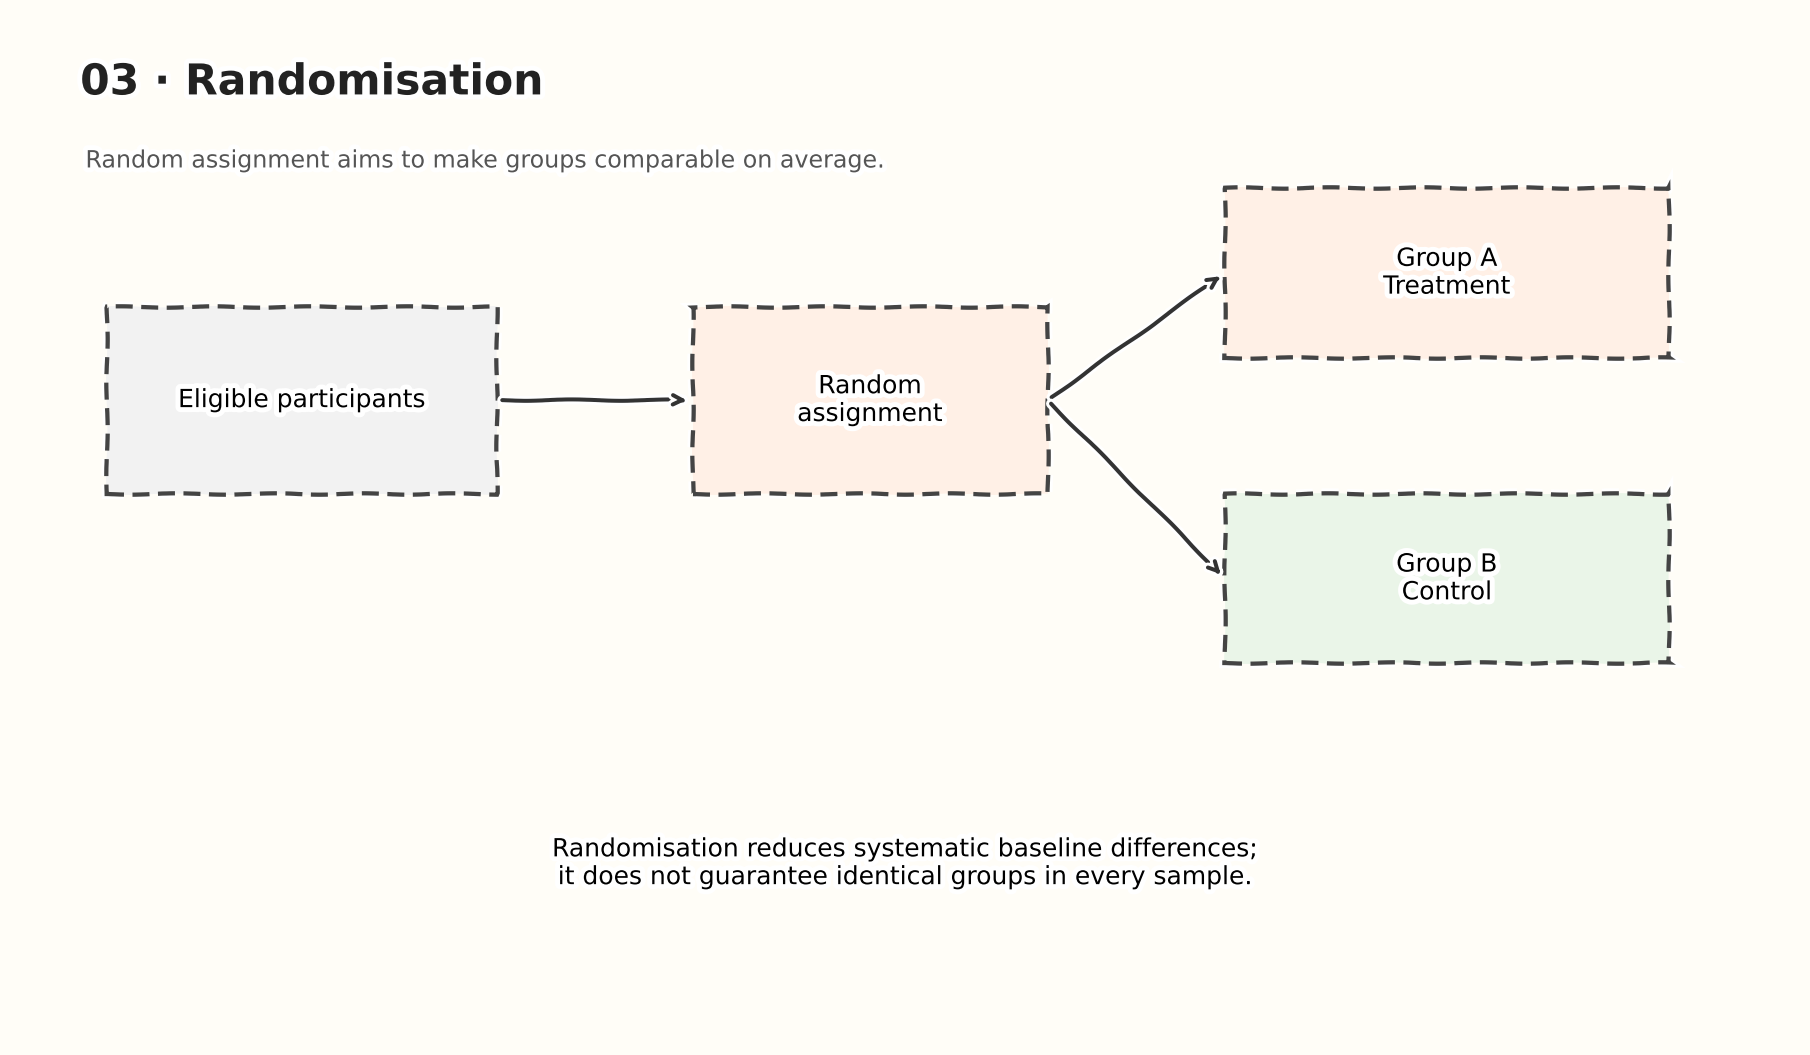 03 · Randomisation
Random assignment aims to make groups comparable on average.
Eligible participants
Random
assignment
Group A
Treatment
Group B
Control
Randomisation reduces systematic baseline differences;
it does not guarantee identical groups in every sample.